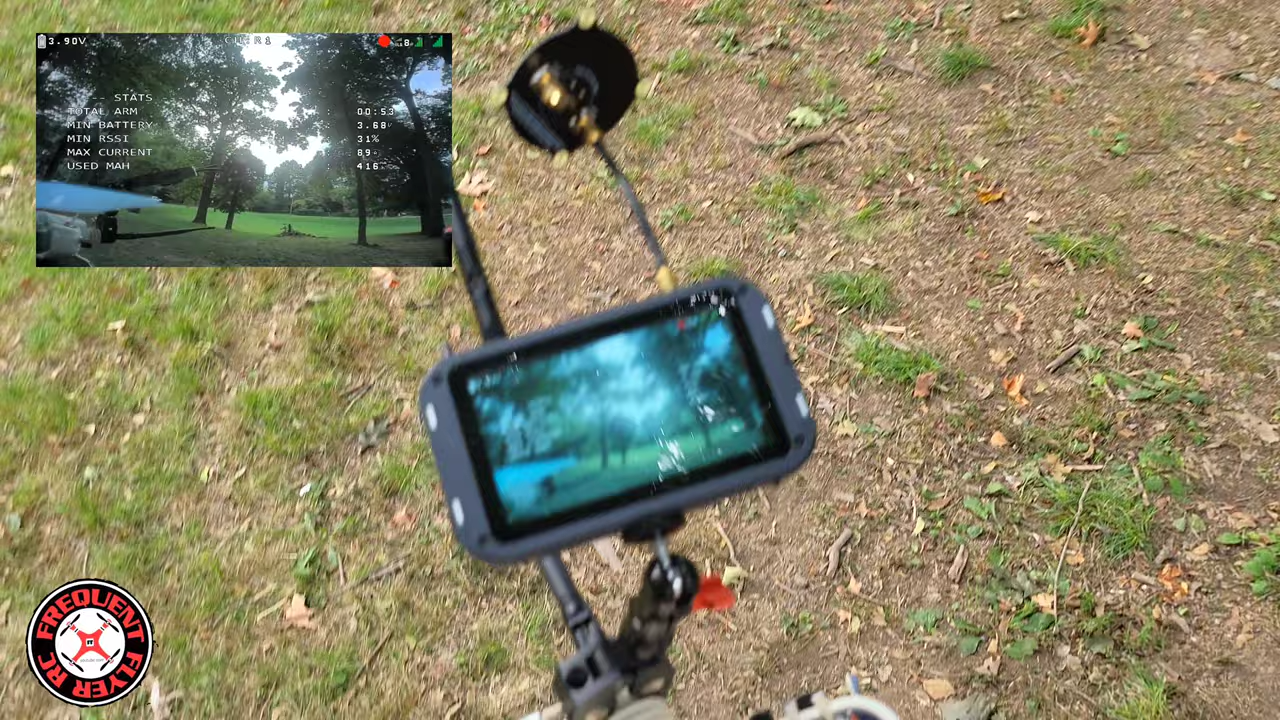 3.90V
STATS
TOTAL ARM : 00:53
MIN BATTERY : 3.68V
MIN RSSI : 31%
MAX CURRENT : 89
USED MAH : 416
FREQUENT
FLYER RC